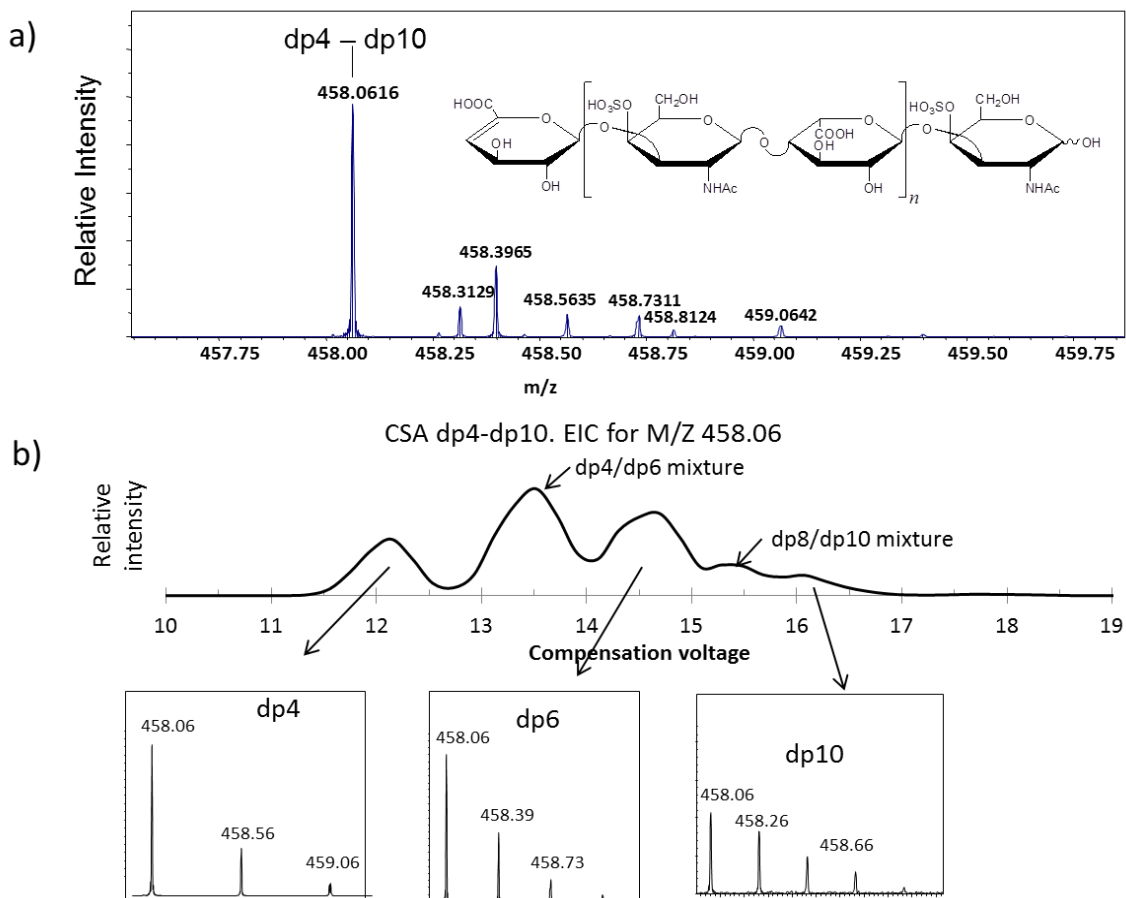 a)
dp4 – dp10
Relative Intensity
458.0616
458.3129
458.3965
458.5635
458.7311
458.8124
459.0642
HOOC
O
OH
OH
O
HO₃SO
CH₂OH
O
NHAc
O
O
COOH
OH
OH
n
O
HO₃SO
CH₂OH
O
OH
NHAc
457.75 458.00 458.25 458.50 458.75 459.00 459.25 459.50 459.75
m/z
CSA dp4-dp10. EIC for M/Z 458.06
b)
Relative
intensity
dp4/dp6 mixture
dp8/dp10 mixture
10 11 12 13 14 15 16 17 18 19
Compensation voltage
dp4
458.06
458.56
459.06
dp6
458.06
458.39
458.73
dp10
458.06
458.26
458.66